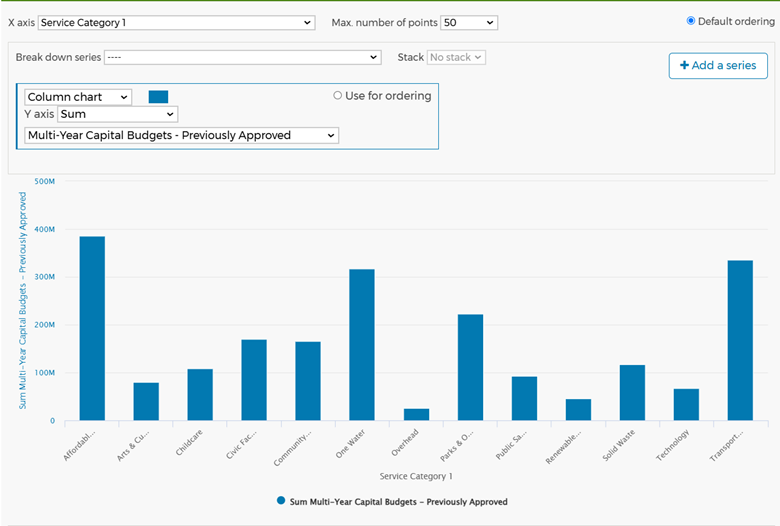 X axis Service Category 1 Max. number of points 50 Default ordering
Break down series ---- Stack No stack + Add a series
Column chart Use for ordering
Y axis Sum
Multi-Year Capital Budgets - Previously Approved
Sum Multi-Year Capital Budgets - Previously Approved
500M
400M
300M
200M
100M
0
Affordabl... Arts & Cu... Childcare Civic Fac... Community... One Water Overhead Parks & O... Public Sa... Renewable... Solid Waste Technology Transport...
Service Category 1
Sum Multi-Year Capital Budgets - Previously Approved